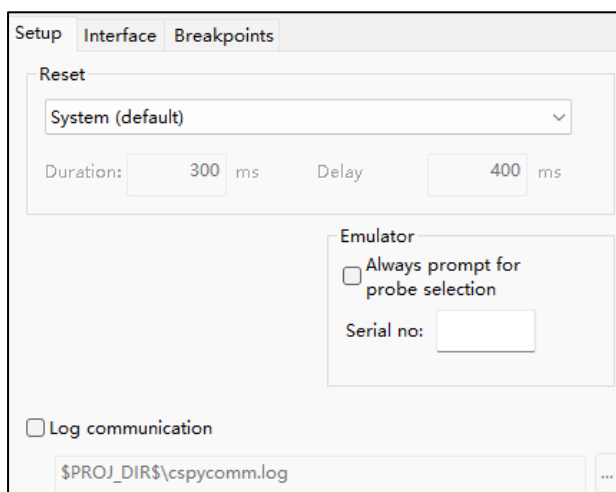 Setup Interface Breakpoints
Reset
System (default)
Duration: 300 ms Delay 400 ms
Emulator
Always prompt for
probe selection
Serial no:
Log communication
$PROJ_DIR$\cspycomm.log
...